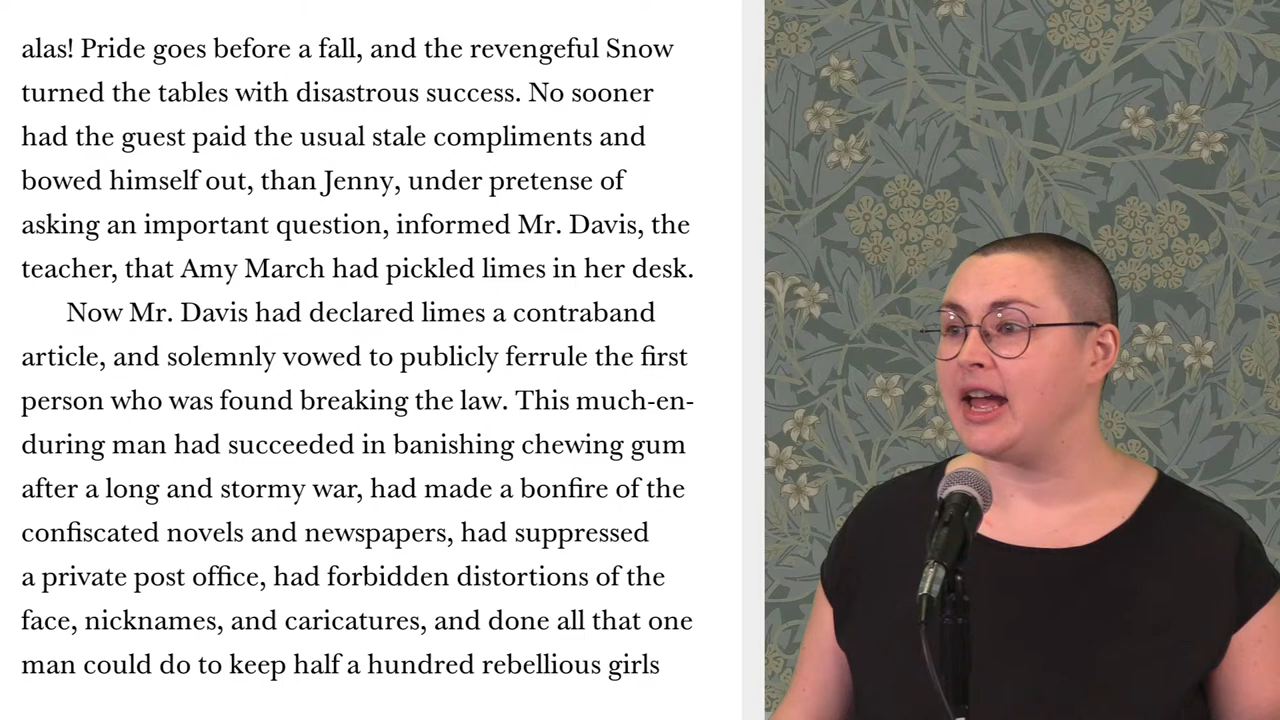 alas! Pride goes before a fall, and the revengeful Snow
turned the tables with disastrous success. No sooner
had the guest paid the usual stale compliments and
bowed himself out, than Jenny, under pretense of
asking an important question, informed Mr. Davis, the
teacher, that Amy March had pickled limes in her desk.
Now Mr. Davis had declared limes a contraband
article, and solemnly vowed to publicly ferrule the first
person who was found breaking the law. This much-en-
during man had succeeded in banishing chewing gum
after a long and stormy war, had made a bonfire of the
confiscated novels and newspapers, had suppressed
a private post office, had forbidden distortions of the
face, nicknames, and caricatures, and done all that one
man could do to keep half a hundred rebellious girls